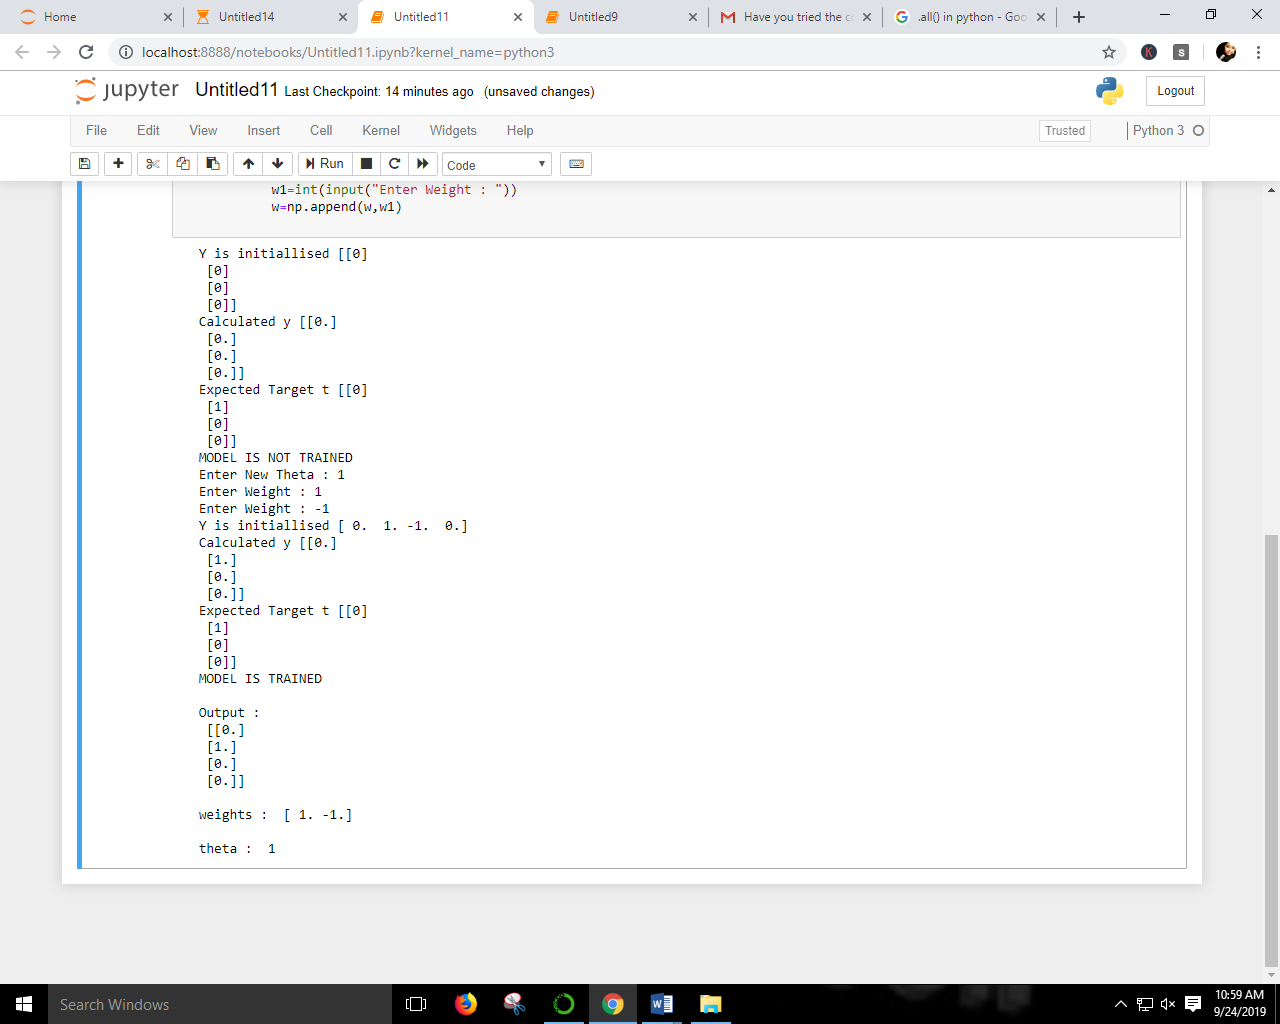 Home
Untitled14
Untitled11
Untitled9
Have you tried the c
.all() in python - Goo
localhost:8888/notebooks/Untitled11.ipynb?kernel_name=python3
K
S
jupyter Untitled11 Last Checkpoint: 14 minutes ago (unsaved changes)
Logout
File Edit View Insert Cell Kernel Widgets Help
Trusted
Python 3
Run
Code
w1=int(input("Enter Weight : "))
w=np.append(w,w1)
Y is initiallised [[0]
[0]
[0]
[0]]
Calculated y [[0.]
[0.]
[0.]
[0.]]
Expected Target t [[0]
[1]
[0]
[0]]
MODEL IS NOT TRAINED
Enter New Theta : 1
Enter Weight : 1
Enter Weight : -1
Y is initiallised [ 0.  1. -1.  0.]
Calculated y [[0.]
[1.]
[0.]
[0.]]
Expected Target t [[0]
[1]
[0]
[0]]
MODEL IS TRAINED
Output :
[[0.]
[1.]
[0.]
[0.]]
weights :  [ 1. -1.]
theta :  1
Search Windows
10:59 AM
9/24/2019